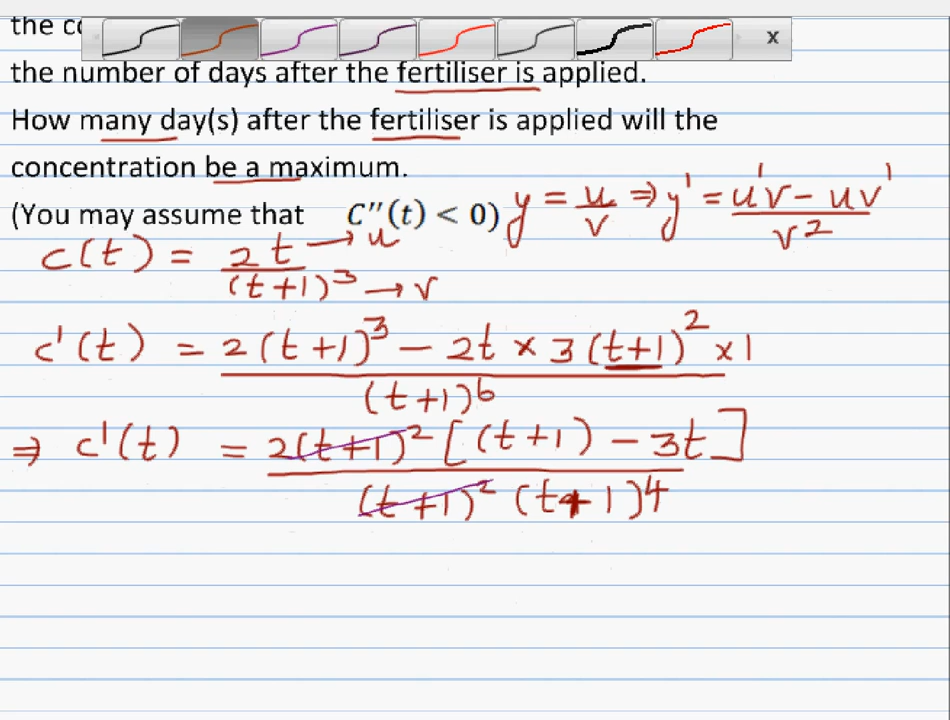 the co
the number of days after the fertiliser is applied.
How many day(s) after the fertiliser is applied will the
concentration be a maximum.
(You may assume that C''(t) < 0) y = u/v ⇒ y' = (u'v - uv')/v²
c(t) = 2t/(t+1)³ → u → v
c'(t) = (2(t+1)³ - 2t × 3(t+1)² × 1)/(t+1)⁶
⇒ c'(t) = 2(t+1)² [(t+1) - 3t]/(t+1)² (t+1)⁴
x